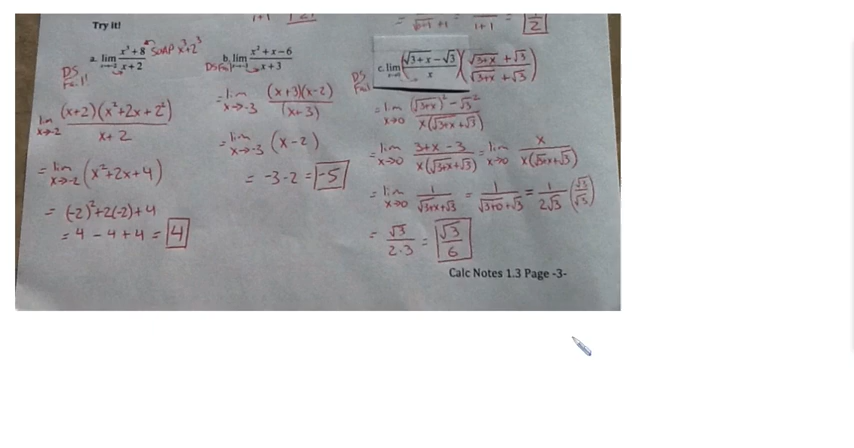 Try it!
a. lim x→-2 (x³+8)/(x+2) SOAP x³+2³
DS Fail!
lim x→-2 (x+2)(x²+2x+2²)/(x+2)
= lim x→-2 (x²+2x+4)
= (-2)²+2(-2)+4
= 4 - 4 + 4 = 4
b. lim x→-3 (x²+x-6)/(x+3)
DS Fail
= lim x→-3 (x+3)(x-2)/(x+3)
= lim x→-3 (x-2)
= -3-2 = -5
c. lim x→0 (√(3+x) - √3)/x ((√(3+x) + √3)/(√(3+x) + √3))
DS Fail
= lim x→0 ((√(3+x))² - √3²)/(x(√(3+x)+√3))
= lim x→0 (3+x-3)/(x(√(3+x)+√3)) = lim x→0 x/(x(√(3+x)+√3))
= lim x→0 1/(√(3+x)+√3) = 1/(√(3+0)+√3) = 1/(2√3) (√3/√3)
= √3/(2·3) = √3/6
Calc Notes 1.3 Page -3-